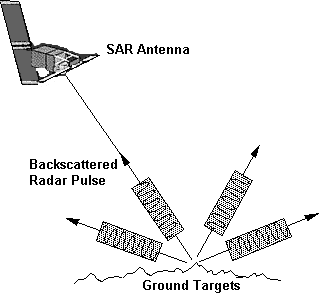 SAR Antenna
Backscattered
Radar Pulse
Ground Targets